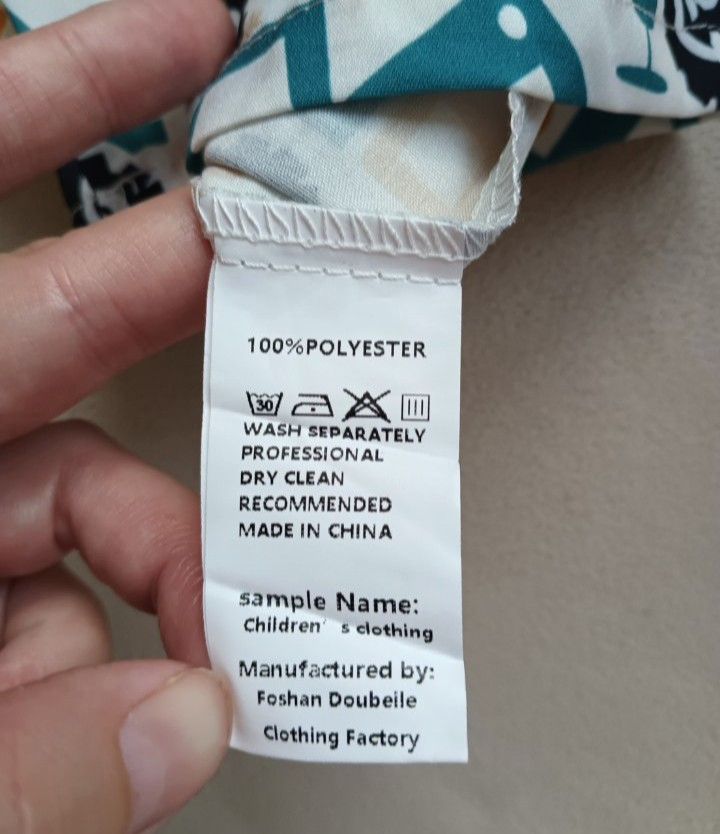 100%POLYESTER
30
WASH SEPARATELY
PROFESSIONAL
DRY CLEAN
RECOMMENDED
MADE IN CHINA
sample Name:
Children' s clothing
Manufactured by:
Foshan Doubeile
Clothing Factory